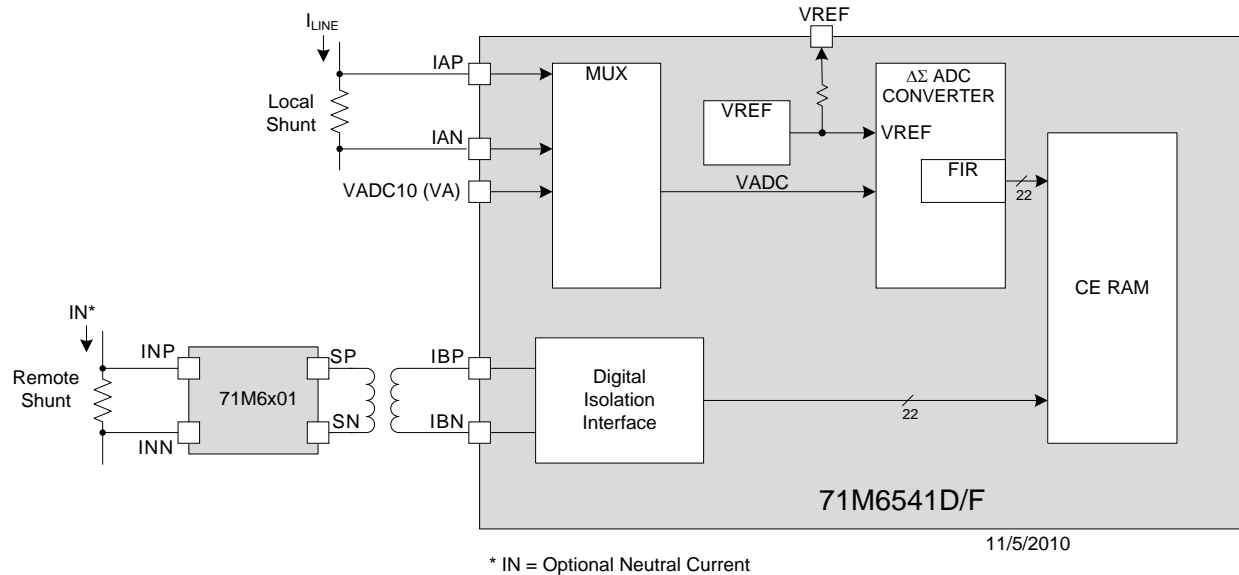 ILINE
VREF
IAP
MUX
ΔΣ ADC
CONVERTER
Local
Shunt
VREF
VREF
IAN
FIR
VADC10 (VA)
VADC
22
CE RAM
IN*
INP
SP
IBP
Remote
Shunt
71M6x01
Digital
Isolation
Interface
22
SN
IBN
INN
71M6541D/F
11/5/2010
* IN = Optional Neutral Current